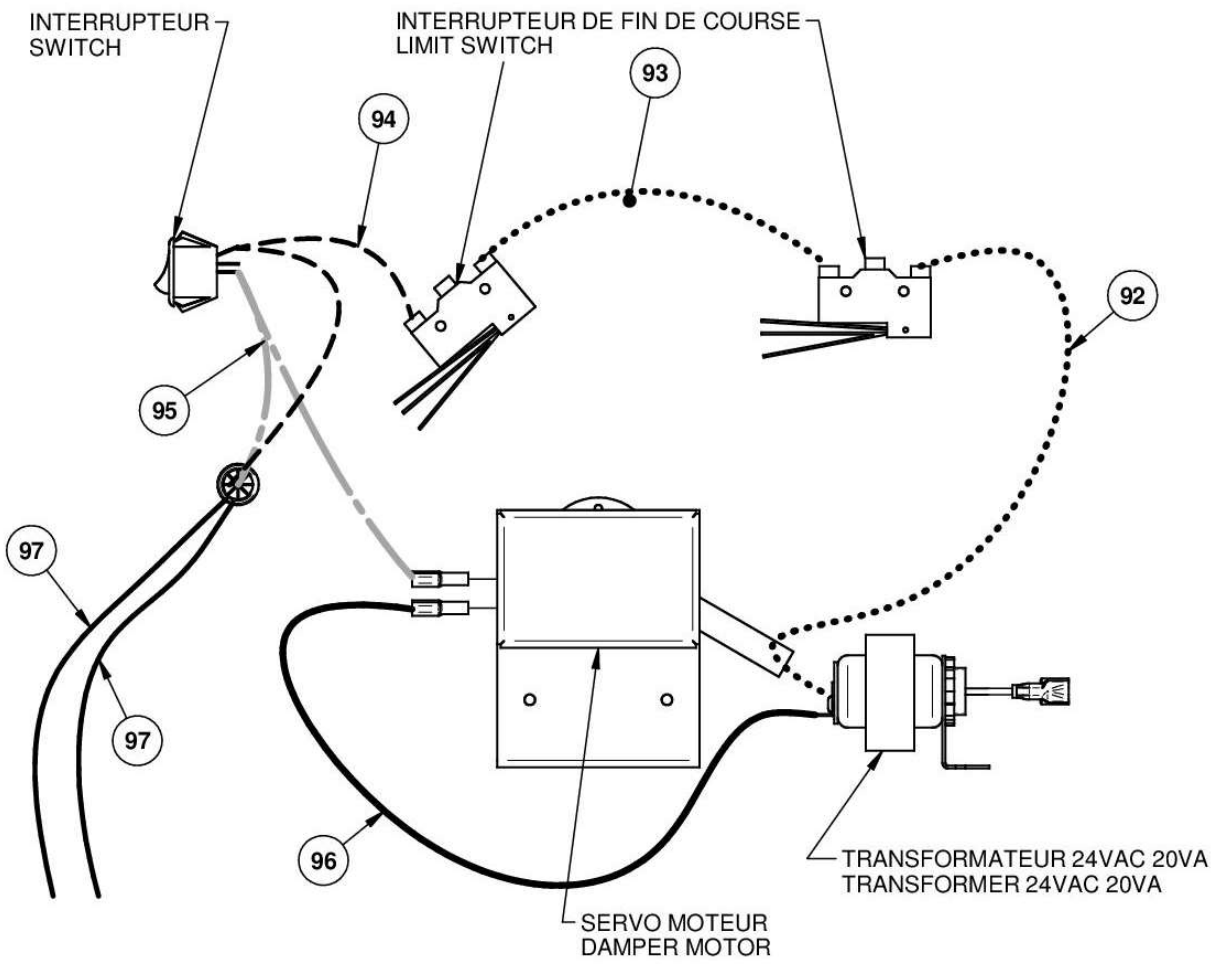 INTERRUPTEUR
SWITCH
INTERRUPTEUR DE FIN DE COURSE
LIMIT SWITCH
93
94
92
95
97
97
96
TRANSFORMATEUR 24VAC 20VA
TRANSFORMER 24VAC 20VA
SERVO MOTEUR
DAMPER MOTOR